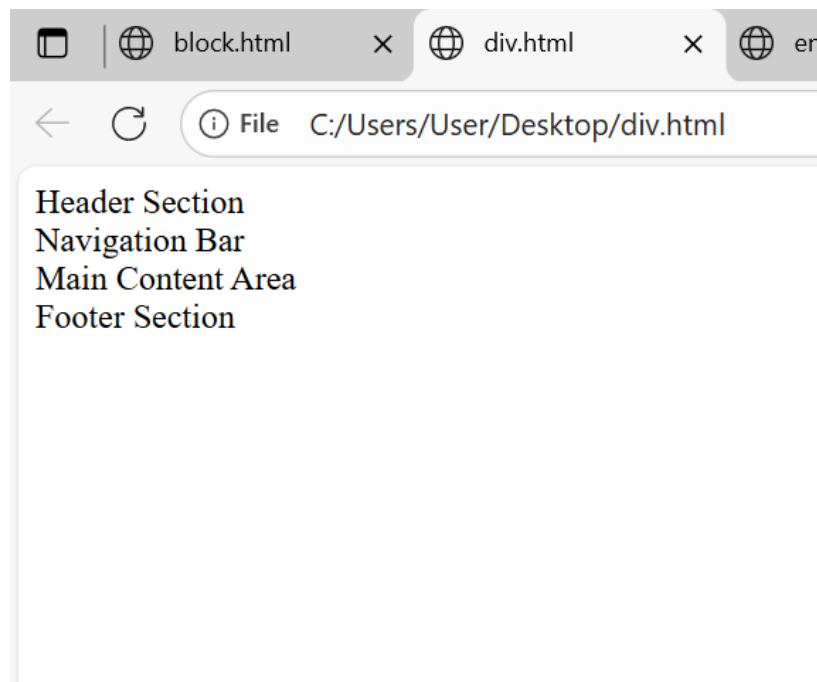 block.html
div.html
er
File C:/Users/User/Desktop/div.html
Header Section
Navigation Bar
Main Content Area
Footer Section